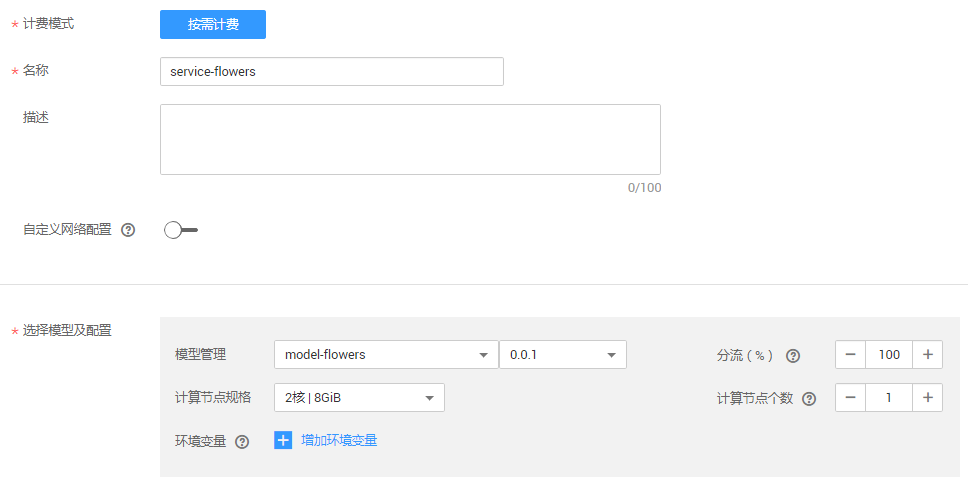 * 计费模式 按需计费
* 名称 service-flowers
描述
0/100
自定义网络配置 ?
* 选择模型及配置
模型管理 model-flowers 0.0.1 分流 ( % ) ? − 100 +
计算节点规格 2核 | 8GiB 计算节点个数 ? − 1 +
环境变量 ? + 增加环境变量